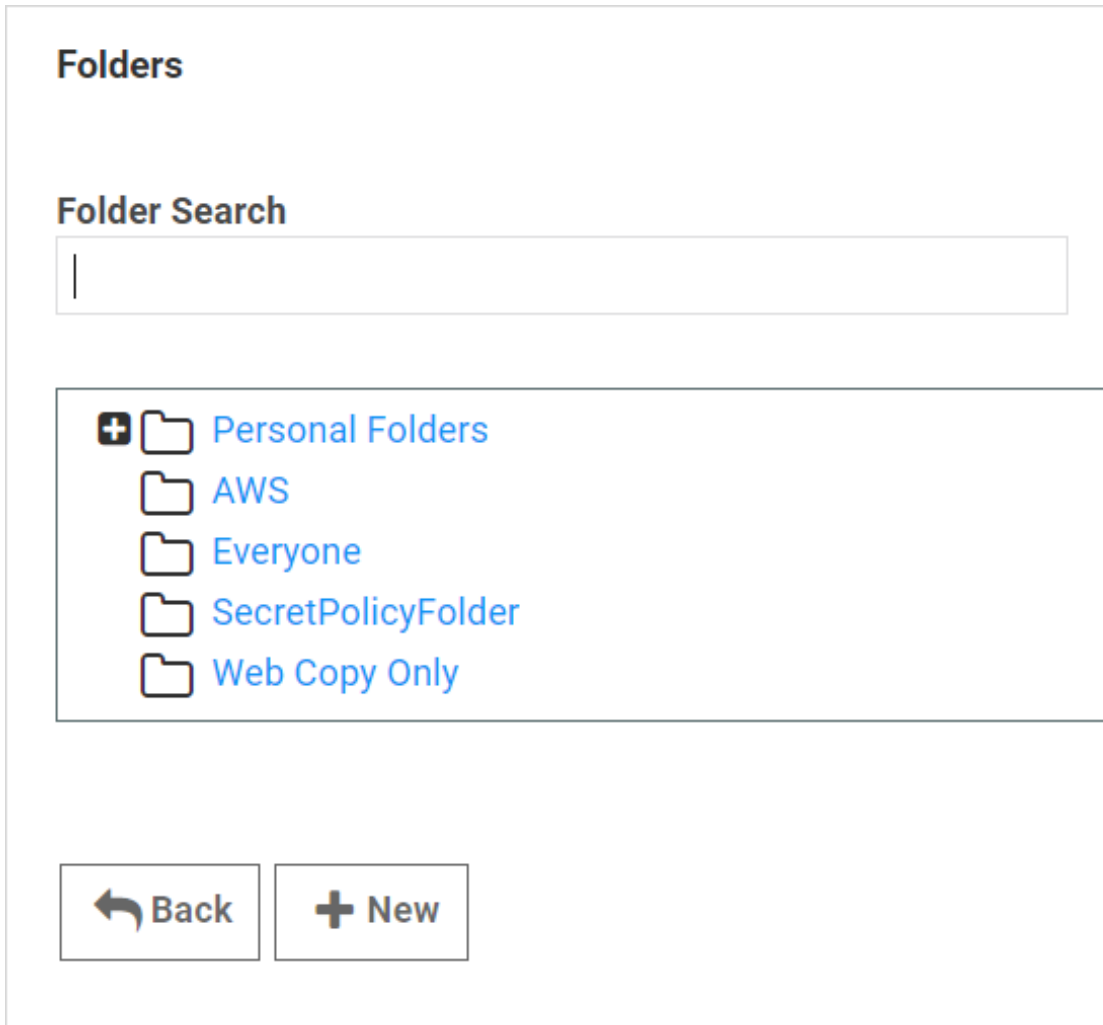 Folders
Folder Search
Personal Folders
AWS
Everyone
SecretPolicyFolder
Web Copy Only
Back
New